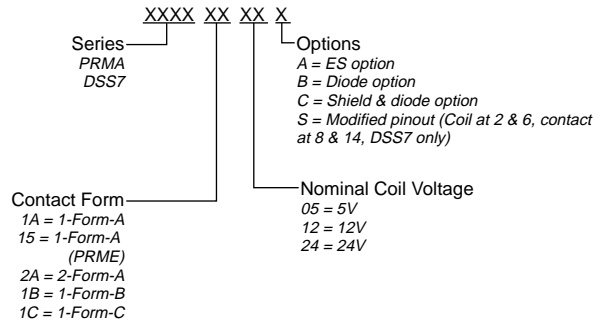 XXXX XX XX X
Series
PRMA
DSS7
Options
A = ES option
B = Diode option
C = Shield & diode option
S = Modified pinout (Coil at 2 & 6, contact
at 8 & 14, DSS7 only)
Contact Form
1A = 1-Form-A
15 = 1-Form-A
(PRME)
2A = 2-Form-A
1B = 1-Form-B
1C = 1-Form-C
Nominal Coil Voltage
05 = 5V
12 = 12V
24 = 24V